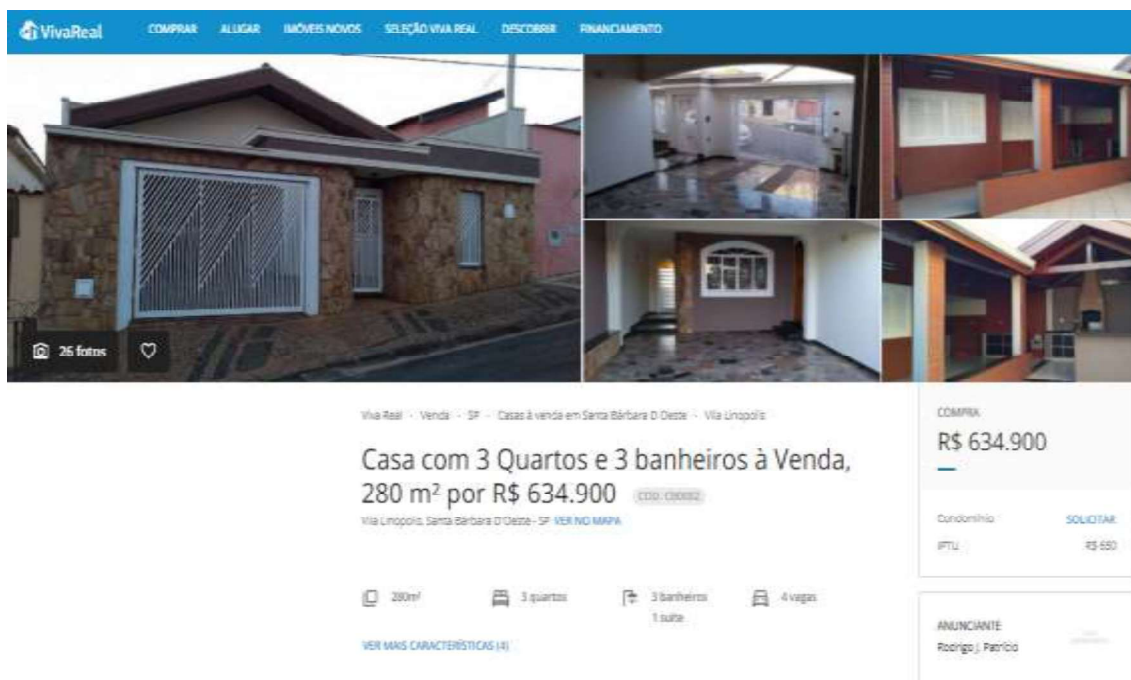 VivaReal COMPRAR ALUGAR IMÓVEIS NOVOS SELEÇÃO VIVA REAL DESCOBRIR FINANCIAMENTO
26 fotos
Viva Real - Venda - SP - Casas à venda em Santa Bárbara D Oeste - Vila Linopolis
Casa com 3 Quartos e 3 banheiros à Venda,
280 m² por R$ 634.900
Vila Linopolis, Santa Bárbara D'Oeste - SP VER NO MAPA
280m² 3 quartos 3 banheiros 4 vagas
1 suíte
VER MAIS CARACTERÍSTICAS (4)
COMPRA
R$ 634.900
Condomínio SOLICITAR
IPTU R$ 650
ANUNCIANTE
Rodrigo J. Patrício